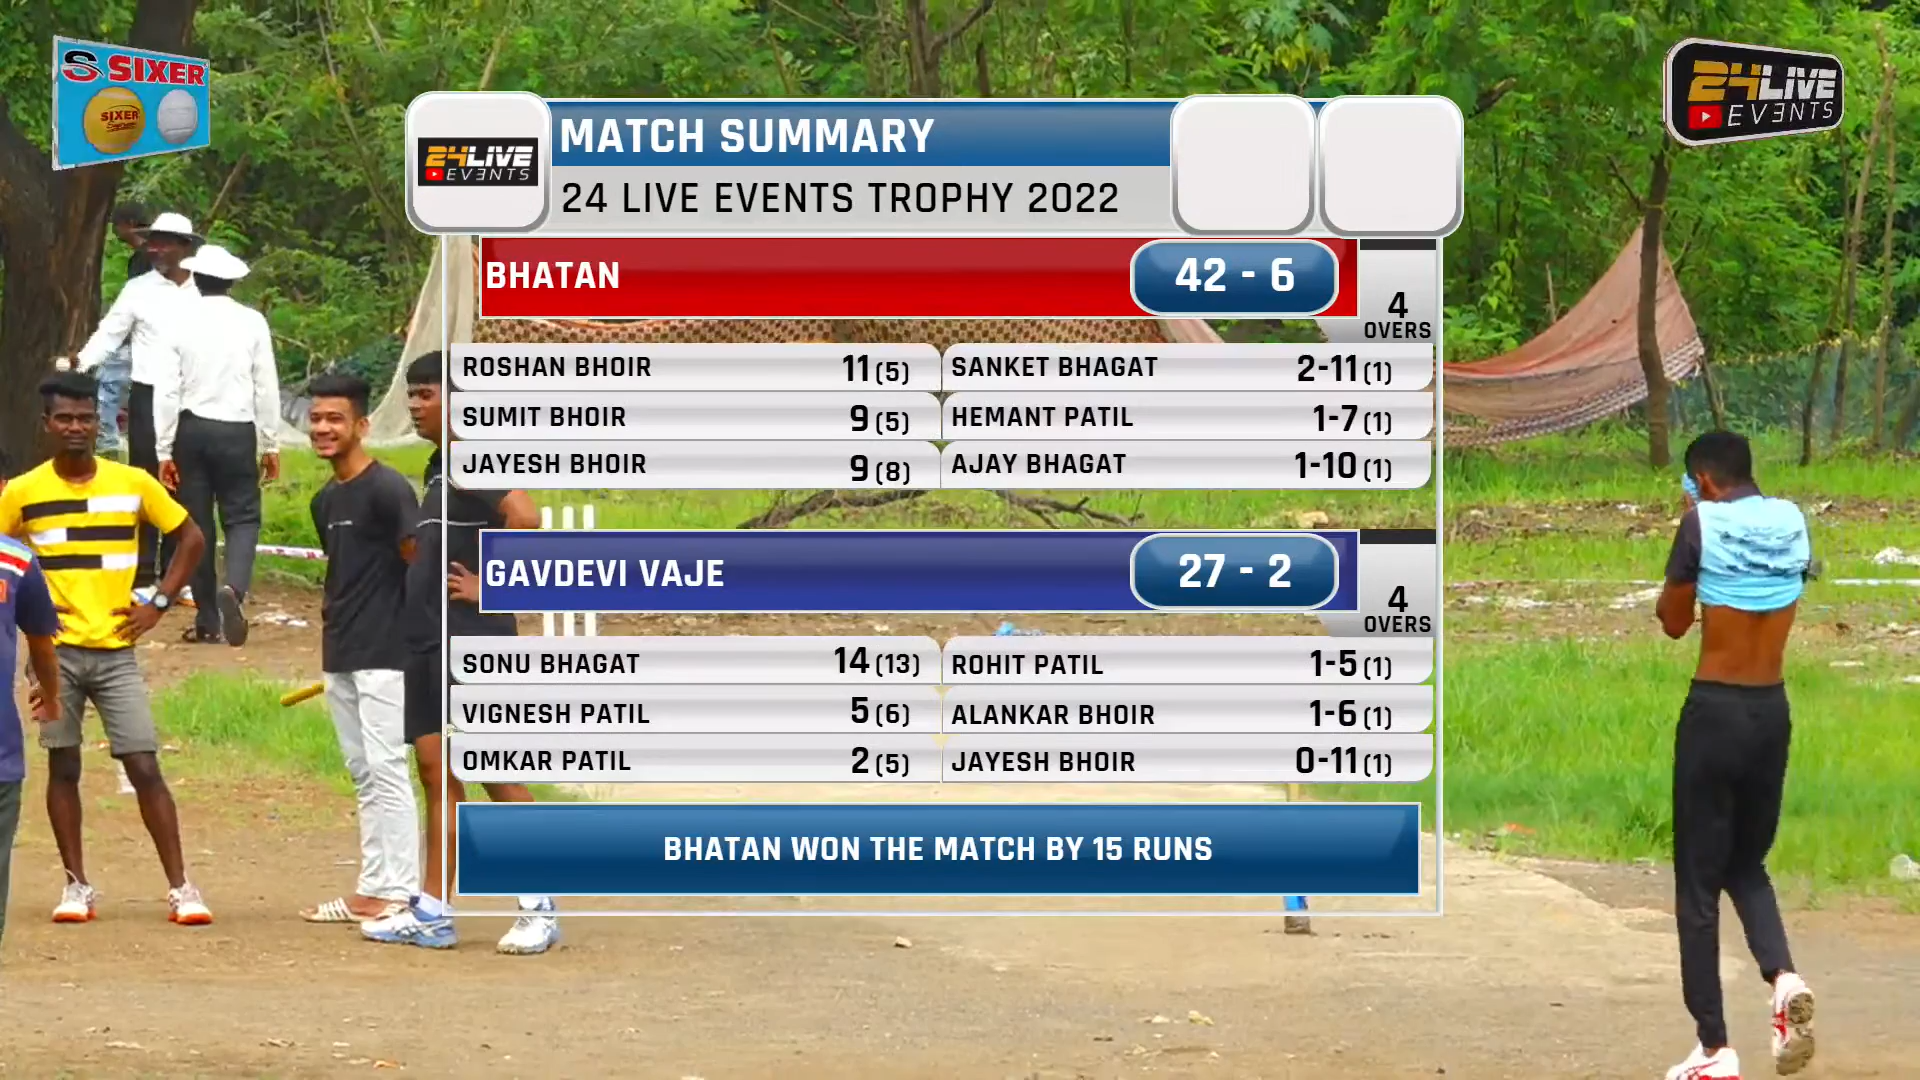 SIXER
SIXER
24LIVE
EVENTS
24LIVE
EVENTS
MATCH SUMMARY
24 LIVE EVENTS TROPHY 2022
BHATAN 42 - 6
4
OVERS
ROSHAN BHOIR 11 (5) SANKET BHAGAT 2-11 (1)
SUMIT BHOIR 9 (5) HEMANT PATIL 1-7 (1)
JAYESH BHOIR 9 (8) AJAY BHAGAT 1-10 (1)
GAVDEVI VAJE 27 - 2
4
OVERS
SONU BHAGAT 14 (13) ROHIT PATIL 1-5 (1)
VIGNESH PATIL 5 (6) ALANKAR BHOIR 1-6 (1)
OMKAR PATIL 2 (5) JAYESH BHOIR 0-11 (1)
BHATAN WON THE MATCH BY 15 RUNS